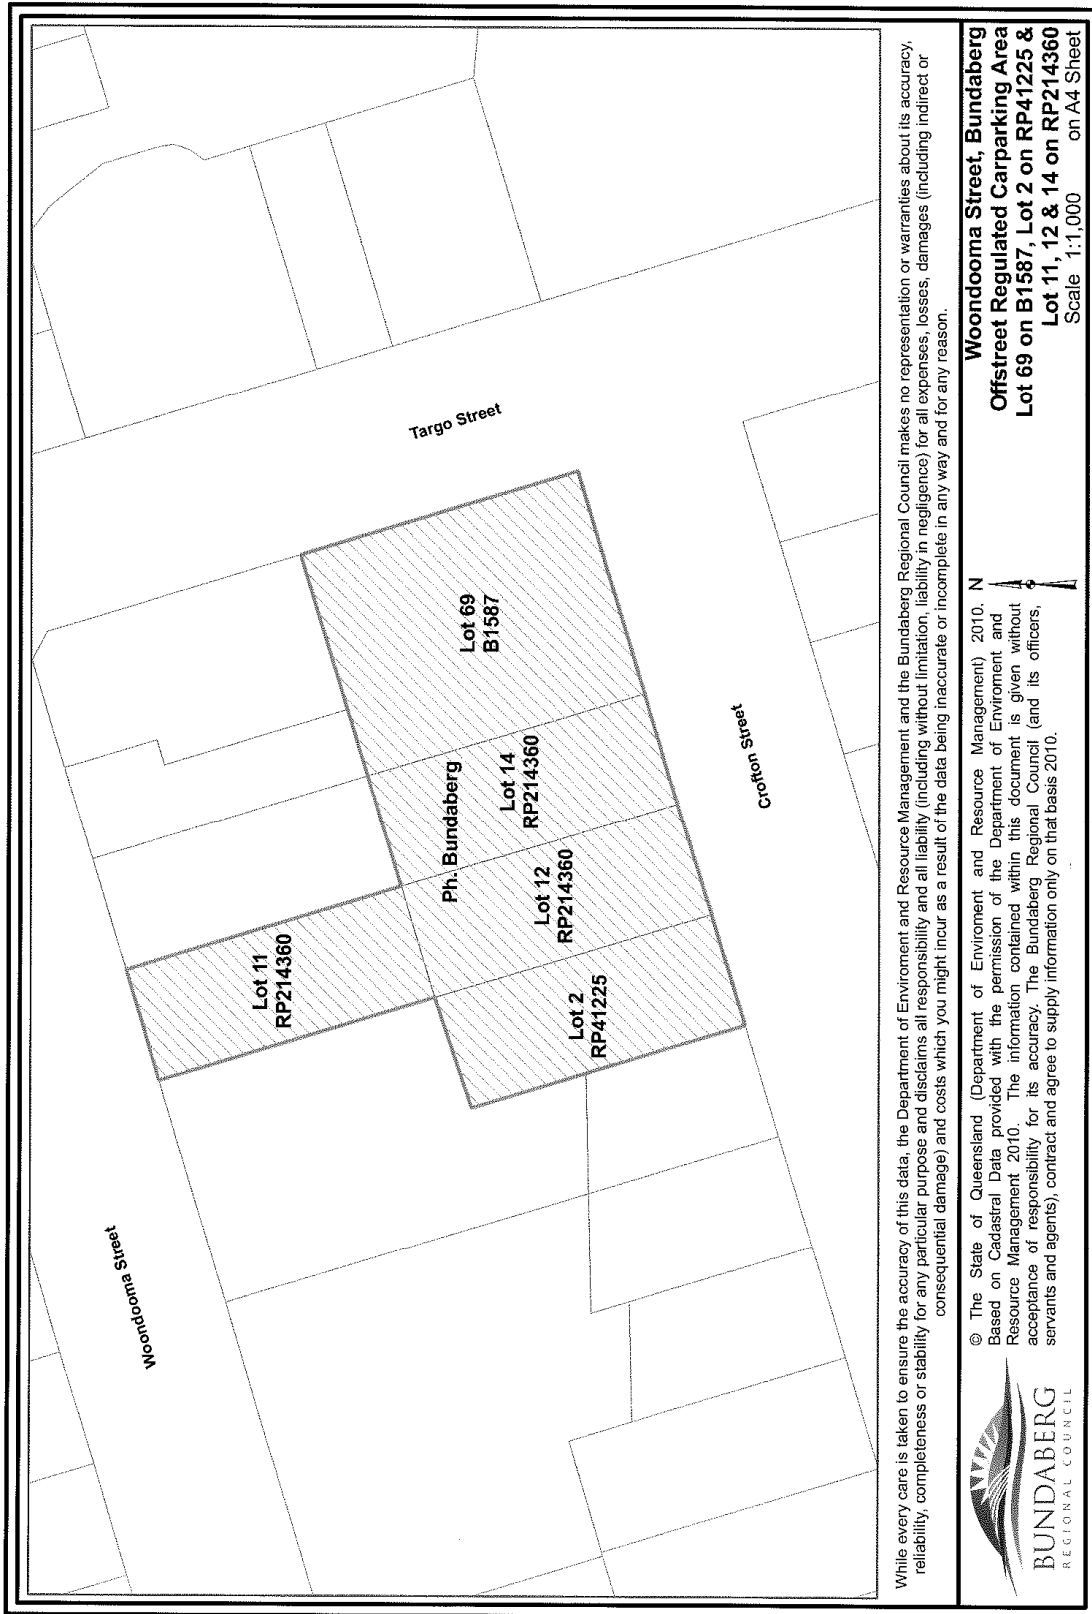 Woondooma Street
Targo Street
Crofton Street
Lot 11
RP214360
Ph. Bundaberg
Lot 69
B1587
Lot 14
RP214360
Lot 12
RP214360
Lot 2
RP41225
While every care is taken to ensure the accuracy of this data, the Department of Enviroment and Resource Management and the Bundaberg Regional Council makes no representation or warranties about its accuracy,
reliability, completeness or stability for any particular purpose and disclaims all responsibility and all liability (including without limitation, liability in negligence) for all expenses, losses, damages (including indirect or
consequential damage) and costs which you might incur as a result of the data being inaccurate or incomplete in any way and for any reason.
BUNDABERG
REGIONAL COUNCIL
© The State of Queensland (Department of Enviroment and Resource Management) 2010.
Based on Cadastral Data provided with the permission of the Department of Enviroment and
Resource Management 2010. The information contained within this document is given without
acceptance of responsibility for its accuracy. The Bundaberg Regional Council (and its officers,
servants and agents), contract and agree to supply information only on that basis 2010.
N
Woondooma Street, Bundaberg
Offstreet Regulated Carparking Area
Lot 69 on B1587, Lot 2 on RP41225 &
Lot 11, 12 & 14 on RP214360
Scale 1:1,000 on A4 Sheet